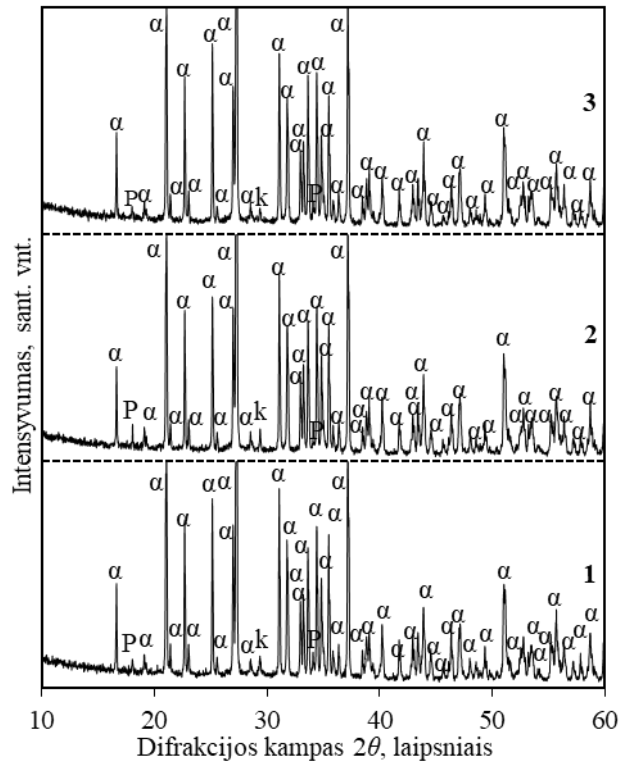 α α α
α
α
α α α
α α α α
α 3
α α α α
α α
α α α α α
P α α α α k P α α α α α α α α α α α α
α α α
α α
α α α α α
α α 2
α α α
α α α α
P α α α α k P α α α α α α α α α α α
α α α
α α
α α α α
α α α α
α α α 1
P α α α α k P α α α α α α α α α α α α
10 20 30 40 50 60
Difrakcijos kampas 2θ, laipsniais
Intensyvumas, sant. vnt.